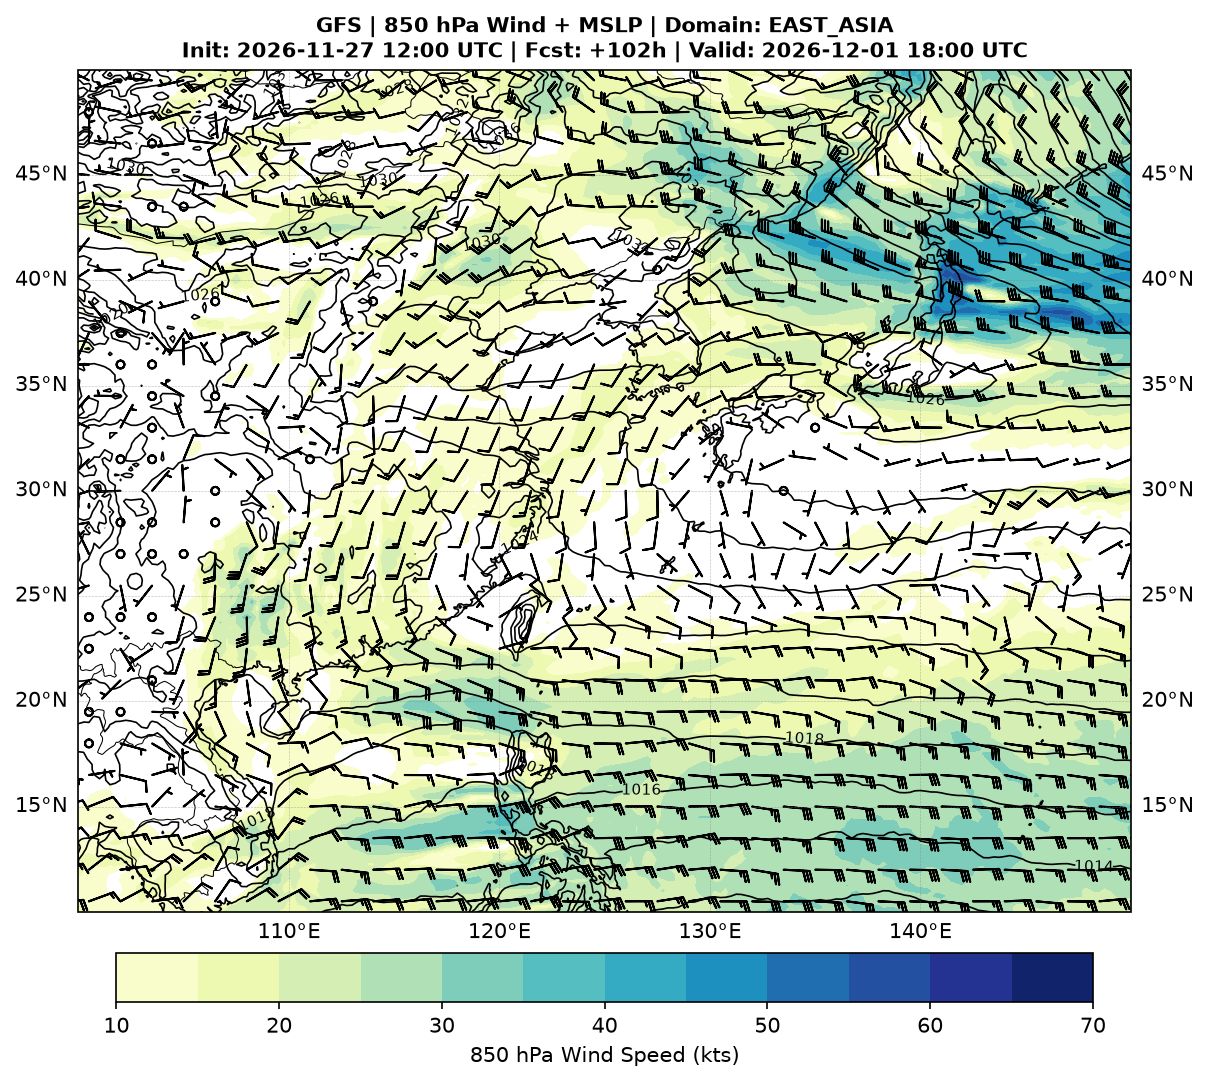 GFS | 850 hPa Wind + MSLP | Domain: EAST_ASIA
Init: 2026-11-27 12:00 UTC | Fcst: +102h | Valid: 2026-12-01 18:00 UTC
45°N
40°N
35°N
30°N
25°N
20°N
15°N
45°N
40°N
35°N
30°N
25°N
20°N
15°N
1030
1028
1030
1026
1030
1026
1026
1018
1016
1014
110°E
120°E
130°E
140°E
10
20
30
40
50
60
70
850 hPa Wind Speed (kts)